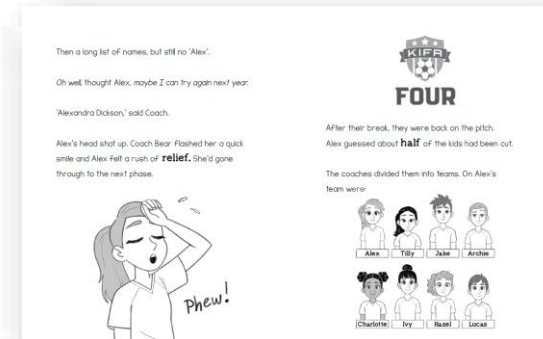 Then a long list of names, but still no 'Alex'.
Oh well, thought Alex, maybe I can try again next year.
'Alexandra Dickson,' said Coach.
Alex's head shot up. Coach Bear flashed her a quick
smile and Alex felt a rush of relief. She'd gone
through to the next phase.
Phew!
KIFA
FOUR
After their break, they were back on the pitch.
Alex guessed about half of the kids had been cut.
The coaches divided them into teams. On Alex's
team were:
Alex Tilly Jake Archie
Charlotte Ivy Hazel Lucas